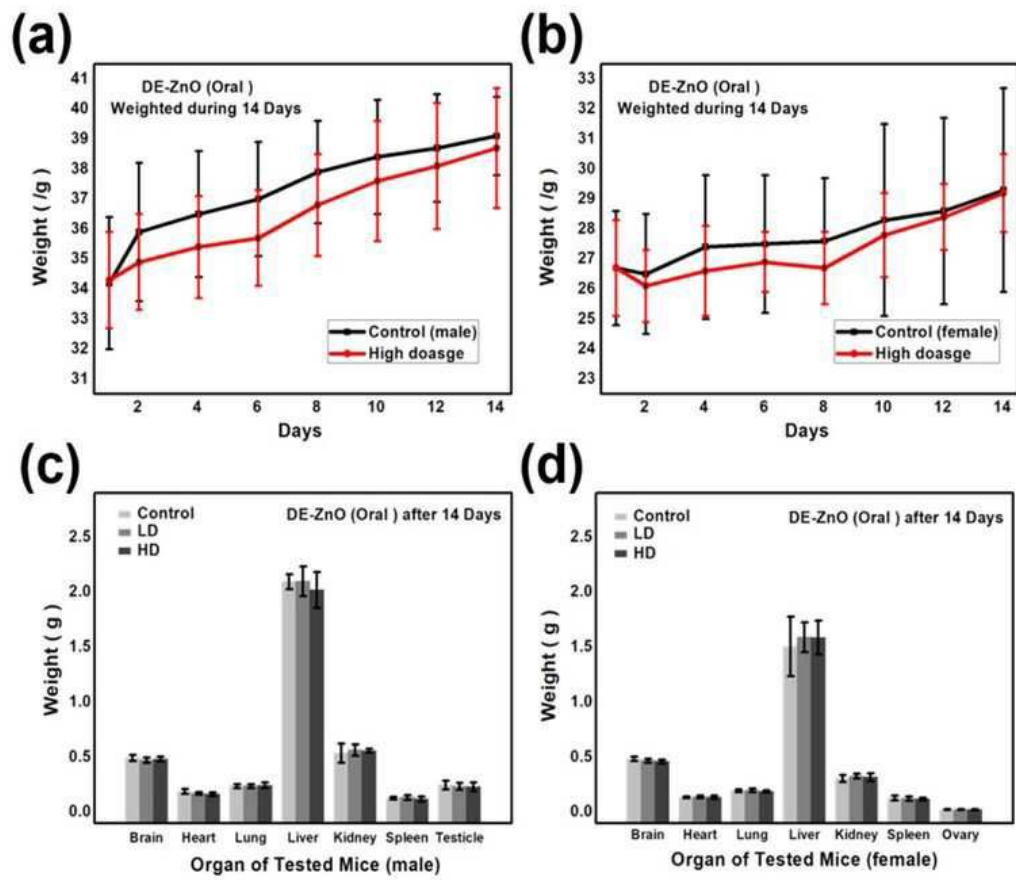 (a)
DE-ZnO (Oral )
Weighted during 14 Days
41
40
39
38
37
36
35
34
33
32
31
Weight ( /g)
Control (male)
High doasge
2 4 6 8 10 12 14
Days
(b)
DE-ZnO (Oral )
Weighted during 14 Days
33
32
31
30
29
28
27
26
25
24
23
Weight ( /g)
Control (female)
High doasge
2 4 6 8 10 12 14
Days
(c)
Control
LD
HD
DE-ZnO (Oral ) after 14 Days
2.5
2.0
1.5
1.0
0.5
0.0
Weight ( g )
Brain Heart Lung Liver Kidney Spleen Testicle
Organ of Tested Mice (male)
(d)
Control
LD
HD
DE-ZnO (Oral ) after 14 Days
2.5
2.0
1.5
1.0
0.5
0.0
Weight ( g )
Brain Heart Lung Liver Kidney Spleen Ovary
Organ of Tested Mice (female)